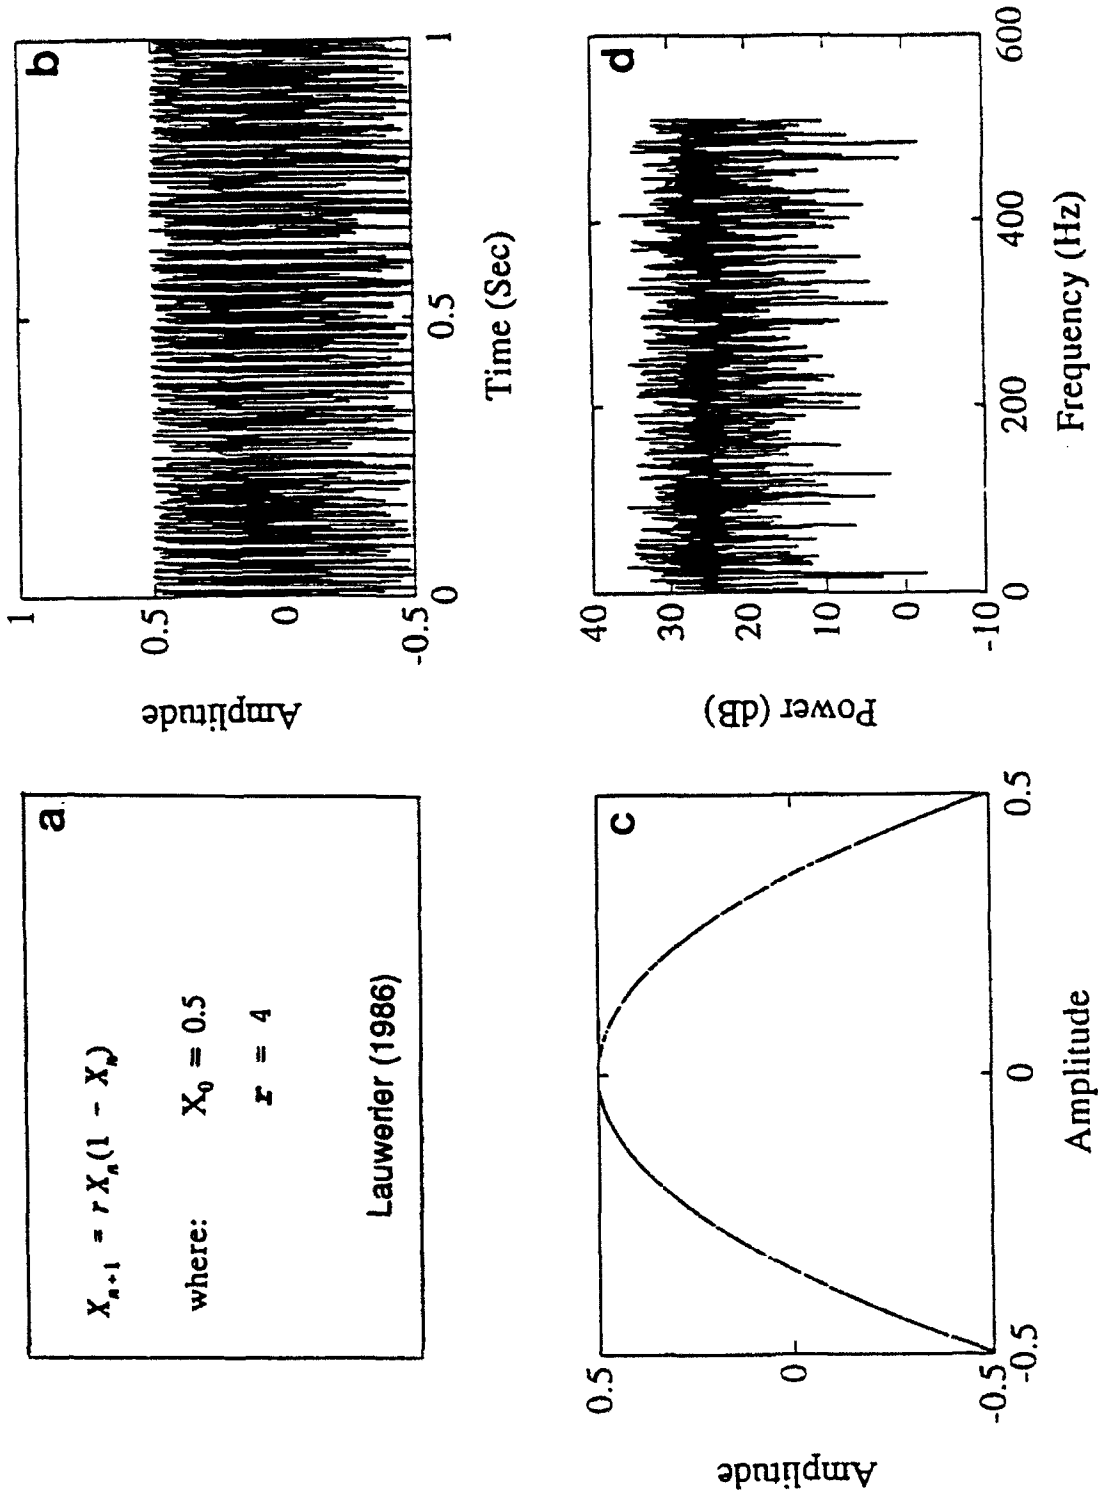 a
X_{n+1} = r X_n (1 - X_n)
where: X_0 = 0.5
r = 4
Lauwerier (1986)
b
Amplitude
1
0.5
0
-0.5
0 0.5 1
Time (Sec)
c
Amplitude
0.5
0
-0.5
-0.5 0 0.5
Amplitude
d
Power (dB)
40
30
20
10
0
-10
0 200 400 600
Frequency (Hz)